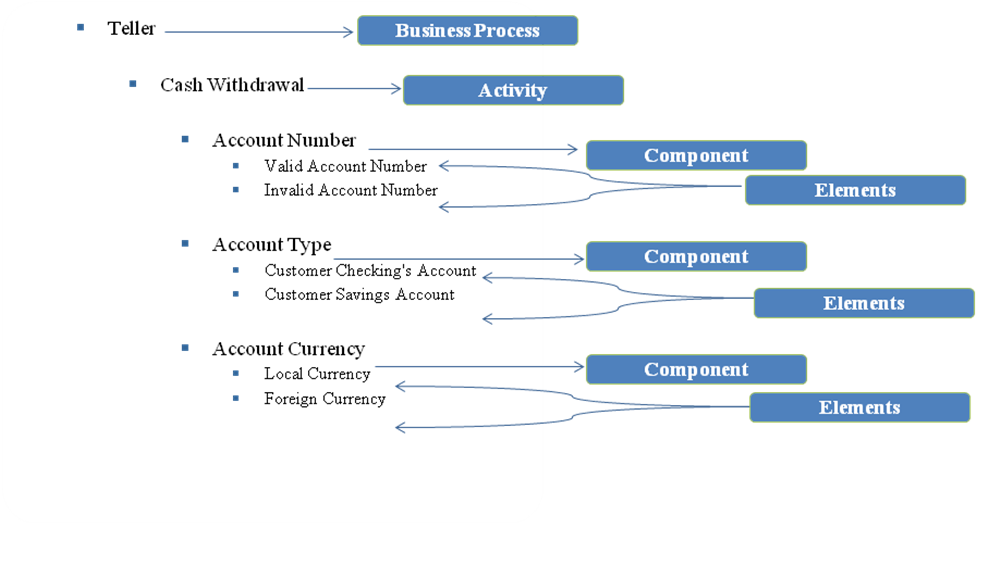 Teller
Business Process
Cash Withdrawal
Activity
Account Number
Component
Valid Account Number
Invalid Account Number
Elements
Account Type
Component
Customer Checking's Account
Customer Savings Account
Elements
Account Currency
Component
Local Currency
Foreign Currency
Elements